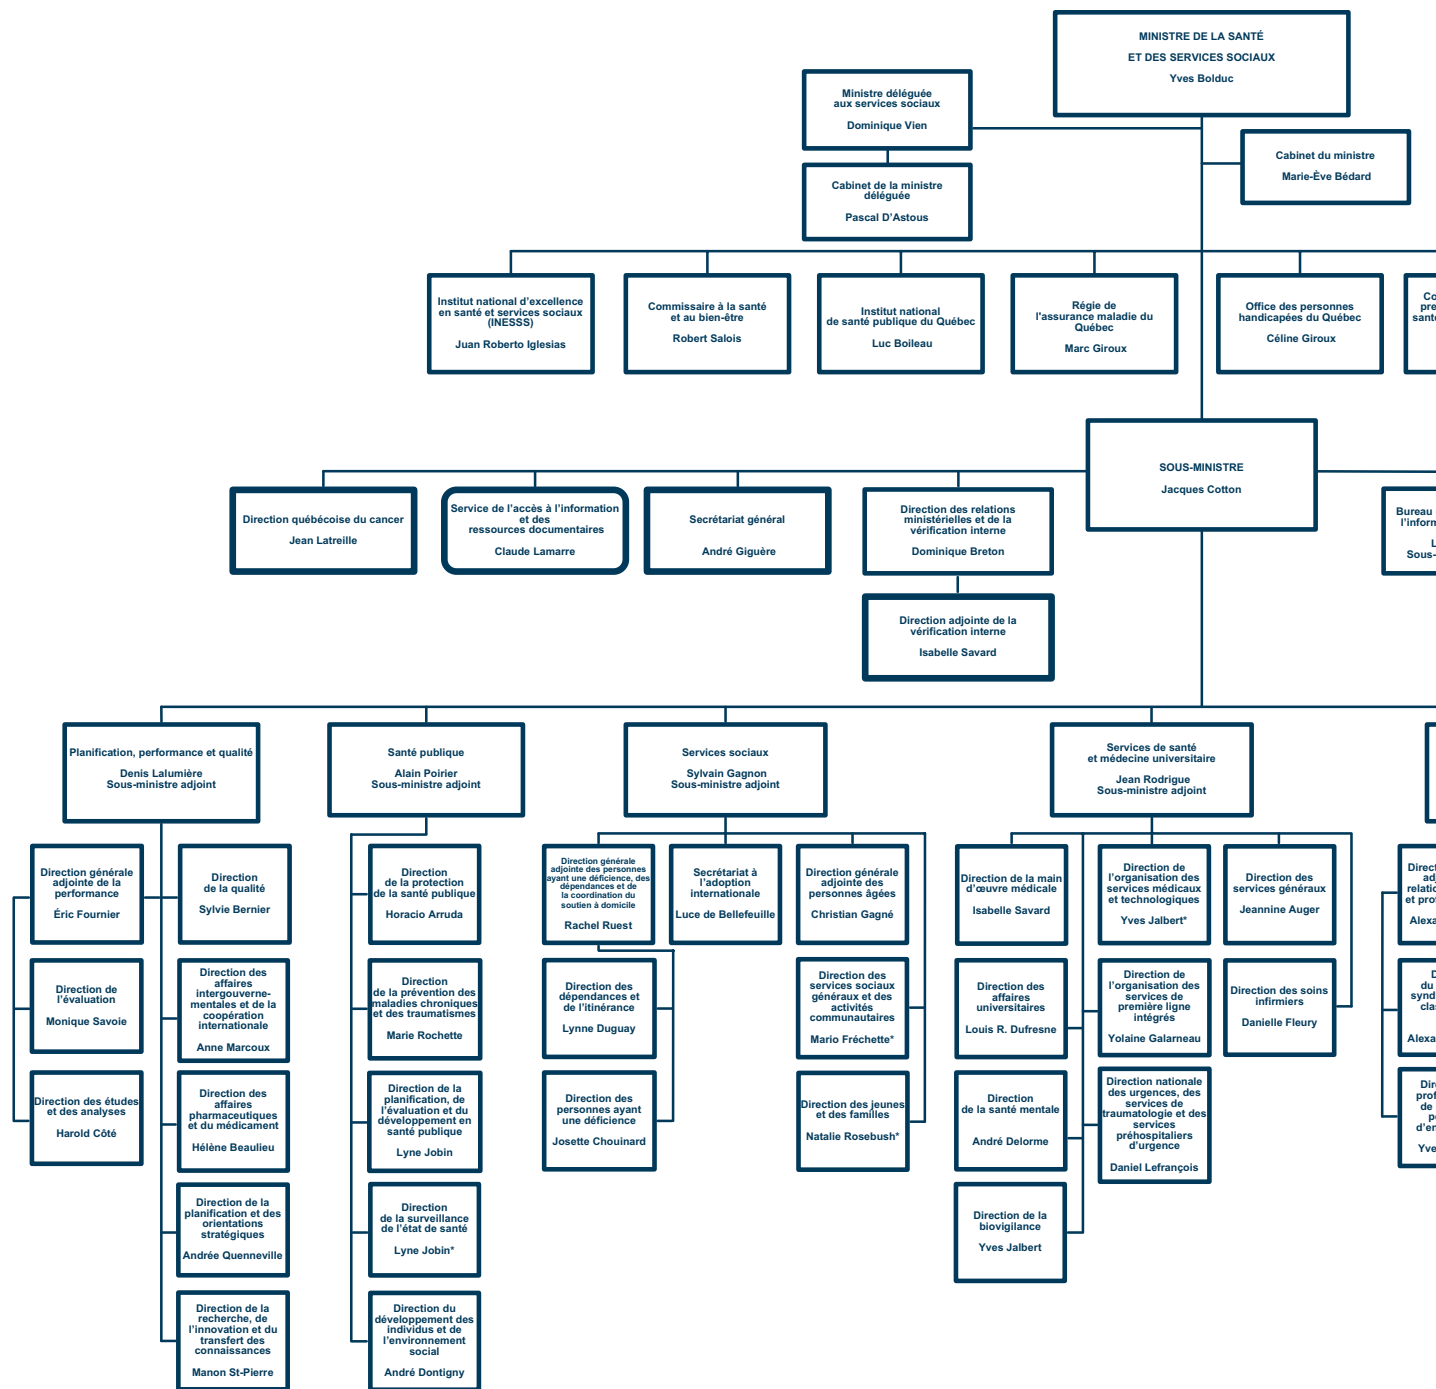 MINISTRE DE LA SANTÉ
ET DES SERVICES SOCIAUX
Yves Bolduc
Ministre déléguée
aux services sociaux
Dominique Vien
Cabinet du ministre
Marie-Ève Bédard
Cabinet de la ministre
déléguée
Pascal D'Astous
Institut national d'excellence
en santé et services sociaux
(INESSS)
Juan Roberto Iglesias
Commissaire à la santé
et au bien-être
Robert Salois
Institut national
de santé publique du Québec
Luc Boileau
Régie de
l'assurance maladie du
Québec
Marc Giroux
Office des personnes
handicapées du Québec
Céline Giroux
SOUS-MINISTRE
Jacques Cotton
Direction québécoise du cancer
Jean Latreille
Service de l'accès à l'information
et des
ressources documentaires
Claude Lamarre
Secrétariat général
André Giguère
Direction des relations
ministérielles et de la
vérification interne
Dominique Breton
Bureau
Direction adjointe de la
vérification interne
Isabelle Savard
Planification, performance et qualité
Denis Lalumière
Sous-ministre adjoint
Santé publique
Alain Poirier
Sous-ministre adjoint
Services sociaux
Sylvain Gagnon
Sous-ministre adjoint
Services de santé
et médecine universitaire
Jean Rodrigue
Sous-ministre adjoint
Direction générale
adjointe de la
performance
Éric Fournier
Direction
de la qualité
Sylvie Bernier
Direction
de la protection
de la santé publique
Horacio Arruda
Direction générale
adjointe des personnes
ayant une déficience, des
dépendances et de
la coordination du
soutien à domicile
Rachel Ruest
Secrétariat à
l'adoption
internationale
Luce de Bellefeuille
Direction générale
adjointe des
personnes âgées
Christian Gagné
Direction de la main
d'œuvre médicale
Isabelle Savard
Direction de
l'organisation des
services médicaux
et technologiques
Yves Jalbert*
Direction des
services généraux
Jeannine Auger
Direction de
l'évaluation
Monique Savoie
Direction des
affaires
intergouverne-
mentales et de la
coopération
internationale
Anne Marcoux
Direction
de la prévention des
maladies chroniques
et des traumatismes
Marie Rochette
Direction des
dépendances et
de l'itinérance
Lynne Duguay
Direction des
services sociaux
généraux et des
activités
communautaires
Mario Fréchette*
Direction des
affaires
universitaires
Louis R. Dufresne
Direction de
l'organisation des
services de
première ligne
intégrés
Yolaine Galarneau
Direction des soins
infirmiers
Danielle Fleury
Direction des études
et des analyses
Harold Côté
Direction des
affaires
pharmaceutiques
et du médicament
Hélène Beaulieu
Direction de la
planification, de
l'évaluation et du
développement en
santé publique
Lyne Jobin
Direction des
personnes ayant
une déficience
Josette Chouinard
Direction des jeunes
et des familles
Natalie Rosebush*
Direction
de la santé mentale
André Delorme
Direction nationale
des urgences, des
services de
traumatologie et des
services
préhospitaliers
d'urgence
Daniel Lefrançois
Direction de la
planification et des
orientations
stratégiques
Andrée Quenneville
Direction
de la surveillance
de l'état de santé
Lyne Jobin*
Direction de la
biovigilance
Yves Jalbert
Direction de la
recherche, de
l'innovation et du
transfert des
connaissances
Manon St-Pierre
Direction du
développement des
individus et de
l'environnement
social
André Dontigny